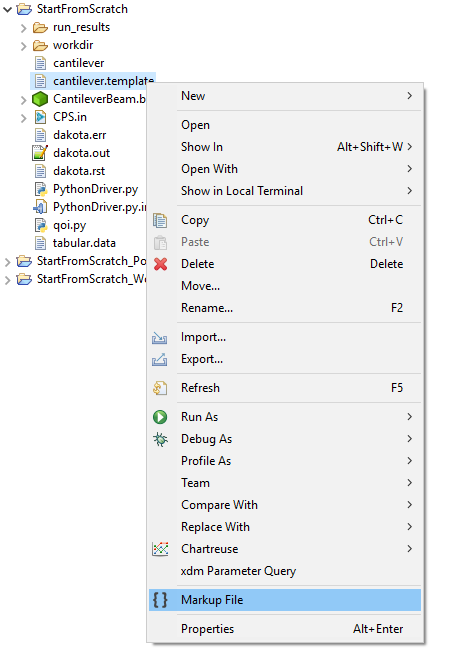 StartFromScratch
run_results
workdir
cantilever
cantilever.template
CantileverBeam.b
CPS.in
dakota.err
dakota.out
dakota.rst
PythonDriver.py
PythonDriver.py.in
qoi.py
tabular.data
StartFromScratch_Po
StartFromScratch_We
New
Open
Show In Alt+Shift+W
Open With
Show in Local Terminal
Copy Ctrl+C
Paste Ctrl+V
Delete Delete
Move...
Rename... F2
Import...
Export...
Refresh F5
Run As
Debug As
Profile As
Team
Compare With
Replace With
Chartreuse
xdm Parameter Query
{ } Markup File
Properties Alt+Enter